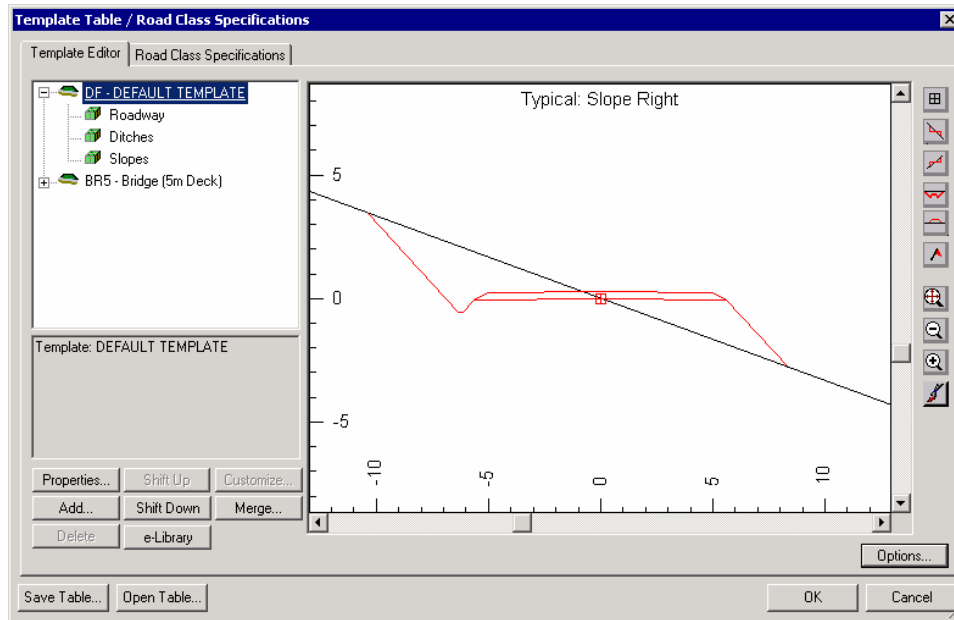 Template Table / Road Class Specifications
Template Editor
Road Class Specifications
DF - DEFAULT TEMPLATE
Roadway
Ditches
Slopes
BR5 - Bridge (5m Deck)
Template: DEFAULT TEMPLATE
Properties...
Shift Up
Customize...
Add...
Shift Down
Merge...
Delete
e-Library
Typical: Slope Right
5
0
-5
-10
-5
0
5
10
Options...
Save Table...
Open Table...
OK
Cancel